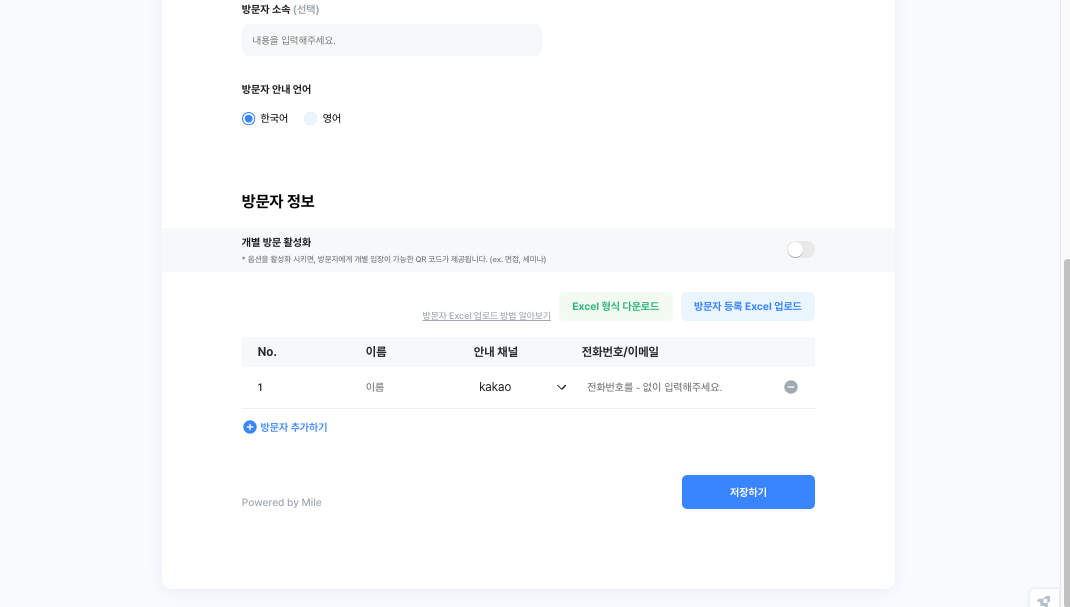 방문자 소속 (선택)
내용을 입력해주세요.
방문자 안내 언어
한국어 영어
방문자 정보
개별 방문 활성화
* 옵션을 활성화 시키면, 방문자에게 개별 입장이 가능한 QR 코드가 제공됩니다. (ex. 면접, 세미나)
방문자 Excel 업로드 방법 알아보기 Excel 형식 다운로드 방문자 등록 Excel 업로드
No. 이름 안내 채널 전화번호/이메일
1 이름 kakao 전화번호를 - 없이 입력해주세요.
방문자 추가하기
저장하기
Powered by Mile